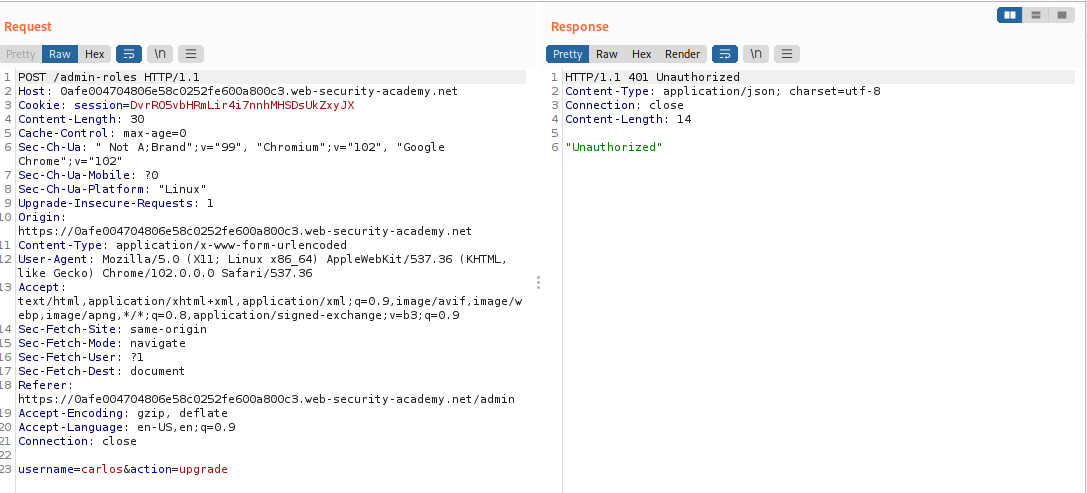 Request
Pretty Raw Hex \n
1 POST /admin-roles HTTP/1.1
2 Host: 0afe004704806e58c0252fe600a800c3.web-security-academy.net
3 Cookie: session=DvrRO5vbHRmLir4i7nnhMHSDsUkZxyJX
4 Content-Length: 30
5 Cache-Control: max-age=0
6 Sec-Ch-Ua: " Not A;Brand";v="99", "Chromium";v="102", "Google
Chrome";v="102"
7 Sec-Ch-Ua-Mobile: ?0
8 Sec-Ch-Ua-Platform: "Linux"
9 Upgrade-Insecure-Requests: 1
10 Origin:
https://0afe004704806e58c0252fe600a800c3.web-security-academy.net
11 Content-Type: application/x-www-form-urlencoded
12 User-Agent: Mozilla/5.0 (X11; Linux x86_64) AppleWebKit/537.36 (KHTML,
like Gecko) Chrome/102.0.0.0 Safari/537.36
13 Accept:
text/html,application/xhtml+xml,application/xml;q=0.9,image/avif,image/w
ebp,image/apng,*/*;q=0.8,application/signed-exchange;v=b3;q=0.9
14 Sec-Fetch-Site: same-origin
15 Sec-Fetch-Mode: navigate
16 Sec-Fetch-User: ?1
17 Sec-Fetch-Dest: document
18 Referer:
https://0afe004704806e58c0252fe600a800c3.web-security-academy.net/admin
19 Accept-Encoding: gzip, deflate
20 Accept-Language: en-US,en;q=0.9
21 Connection: close
22
23 username=carlos&action=upgrade
Response
Pretty Raw Hex Render \n
1 HTTP/1.1 401 Unauthorized
2 Content-Type: application/json; charset=utf-8
3 Connection: close
4 Content-Length: 14
5
6 "Unauthorized"